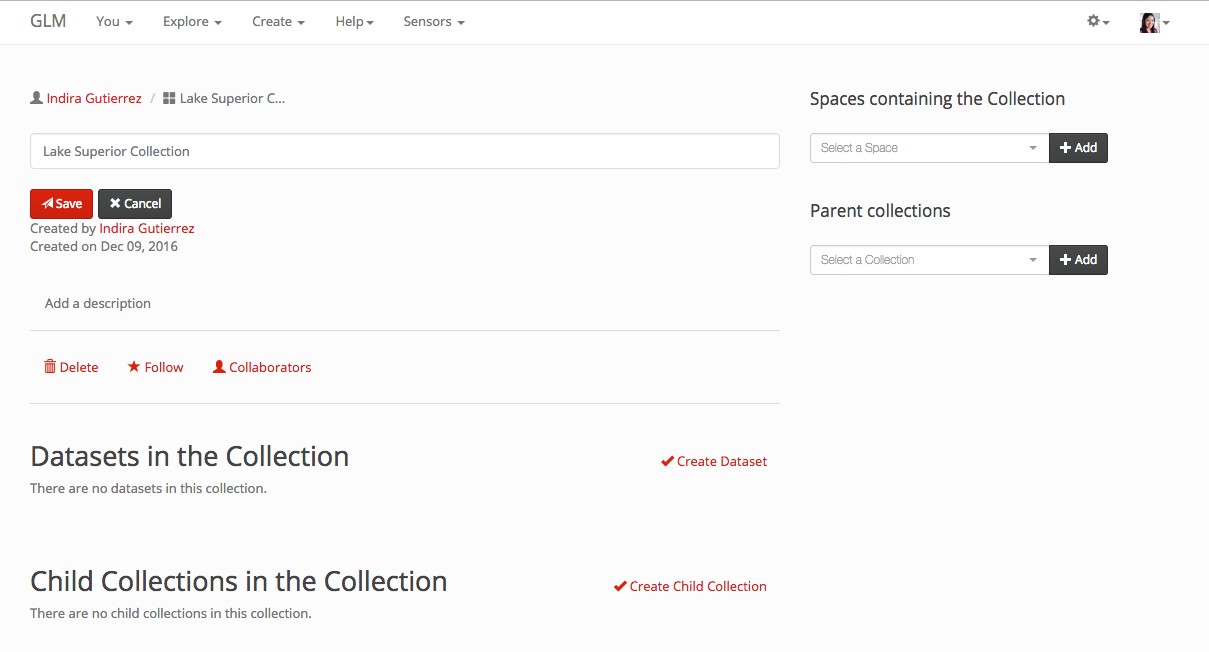 GLM You Explore Create Help Sensors
Indira Gutierrez / Lake Superior C...
Lake Superior Collection
Save Cancel
Created by Indira Gutierrez
Created on Dec 09, 2016
Add a description
Delete Follow Collaborators
Datasets in the Collection
Create Dataset
There are no datasets in this collection.
Child Collections in the Collection
Create Child Collection
There are no child collections in this collection.
Spaces containing the Collection
Select a Space Add
Parent collections
Select a Collection Add